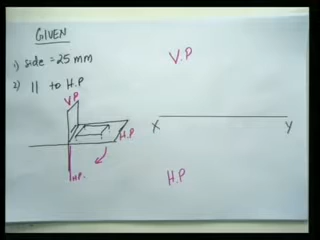 GIVEN
1) side = 25 mm
2) || to H.P
V.P
H.P
H.P.
V.P
X
Y
H.P